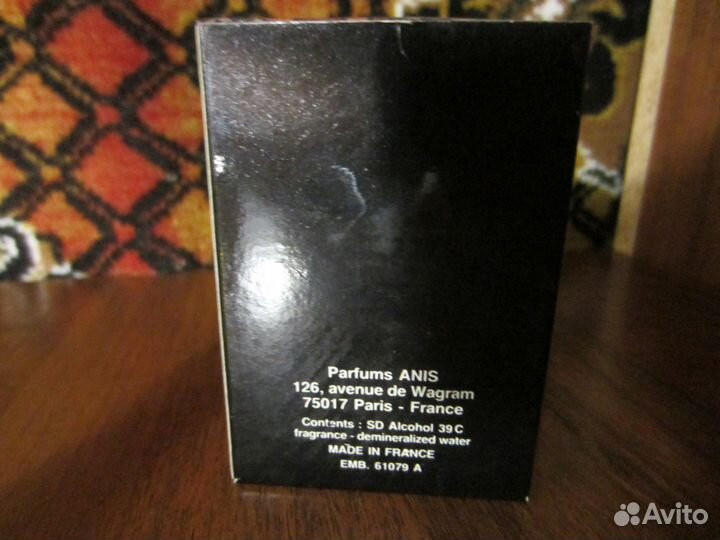 Parfums ANIS
126, avenue de Wagram
75017 Paris - France
Contents : SD Alcohol 39 C
fragrance - demineralized water
MADE IN FRANCE
EMB. 61079 A
Avito